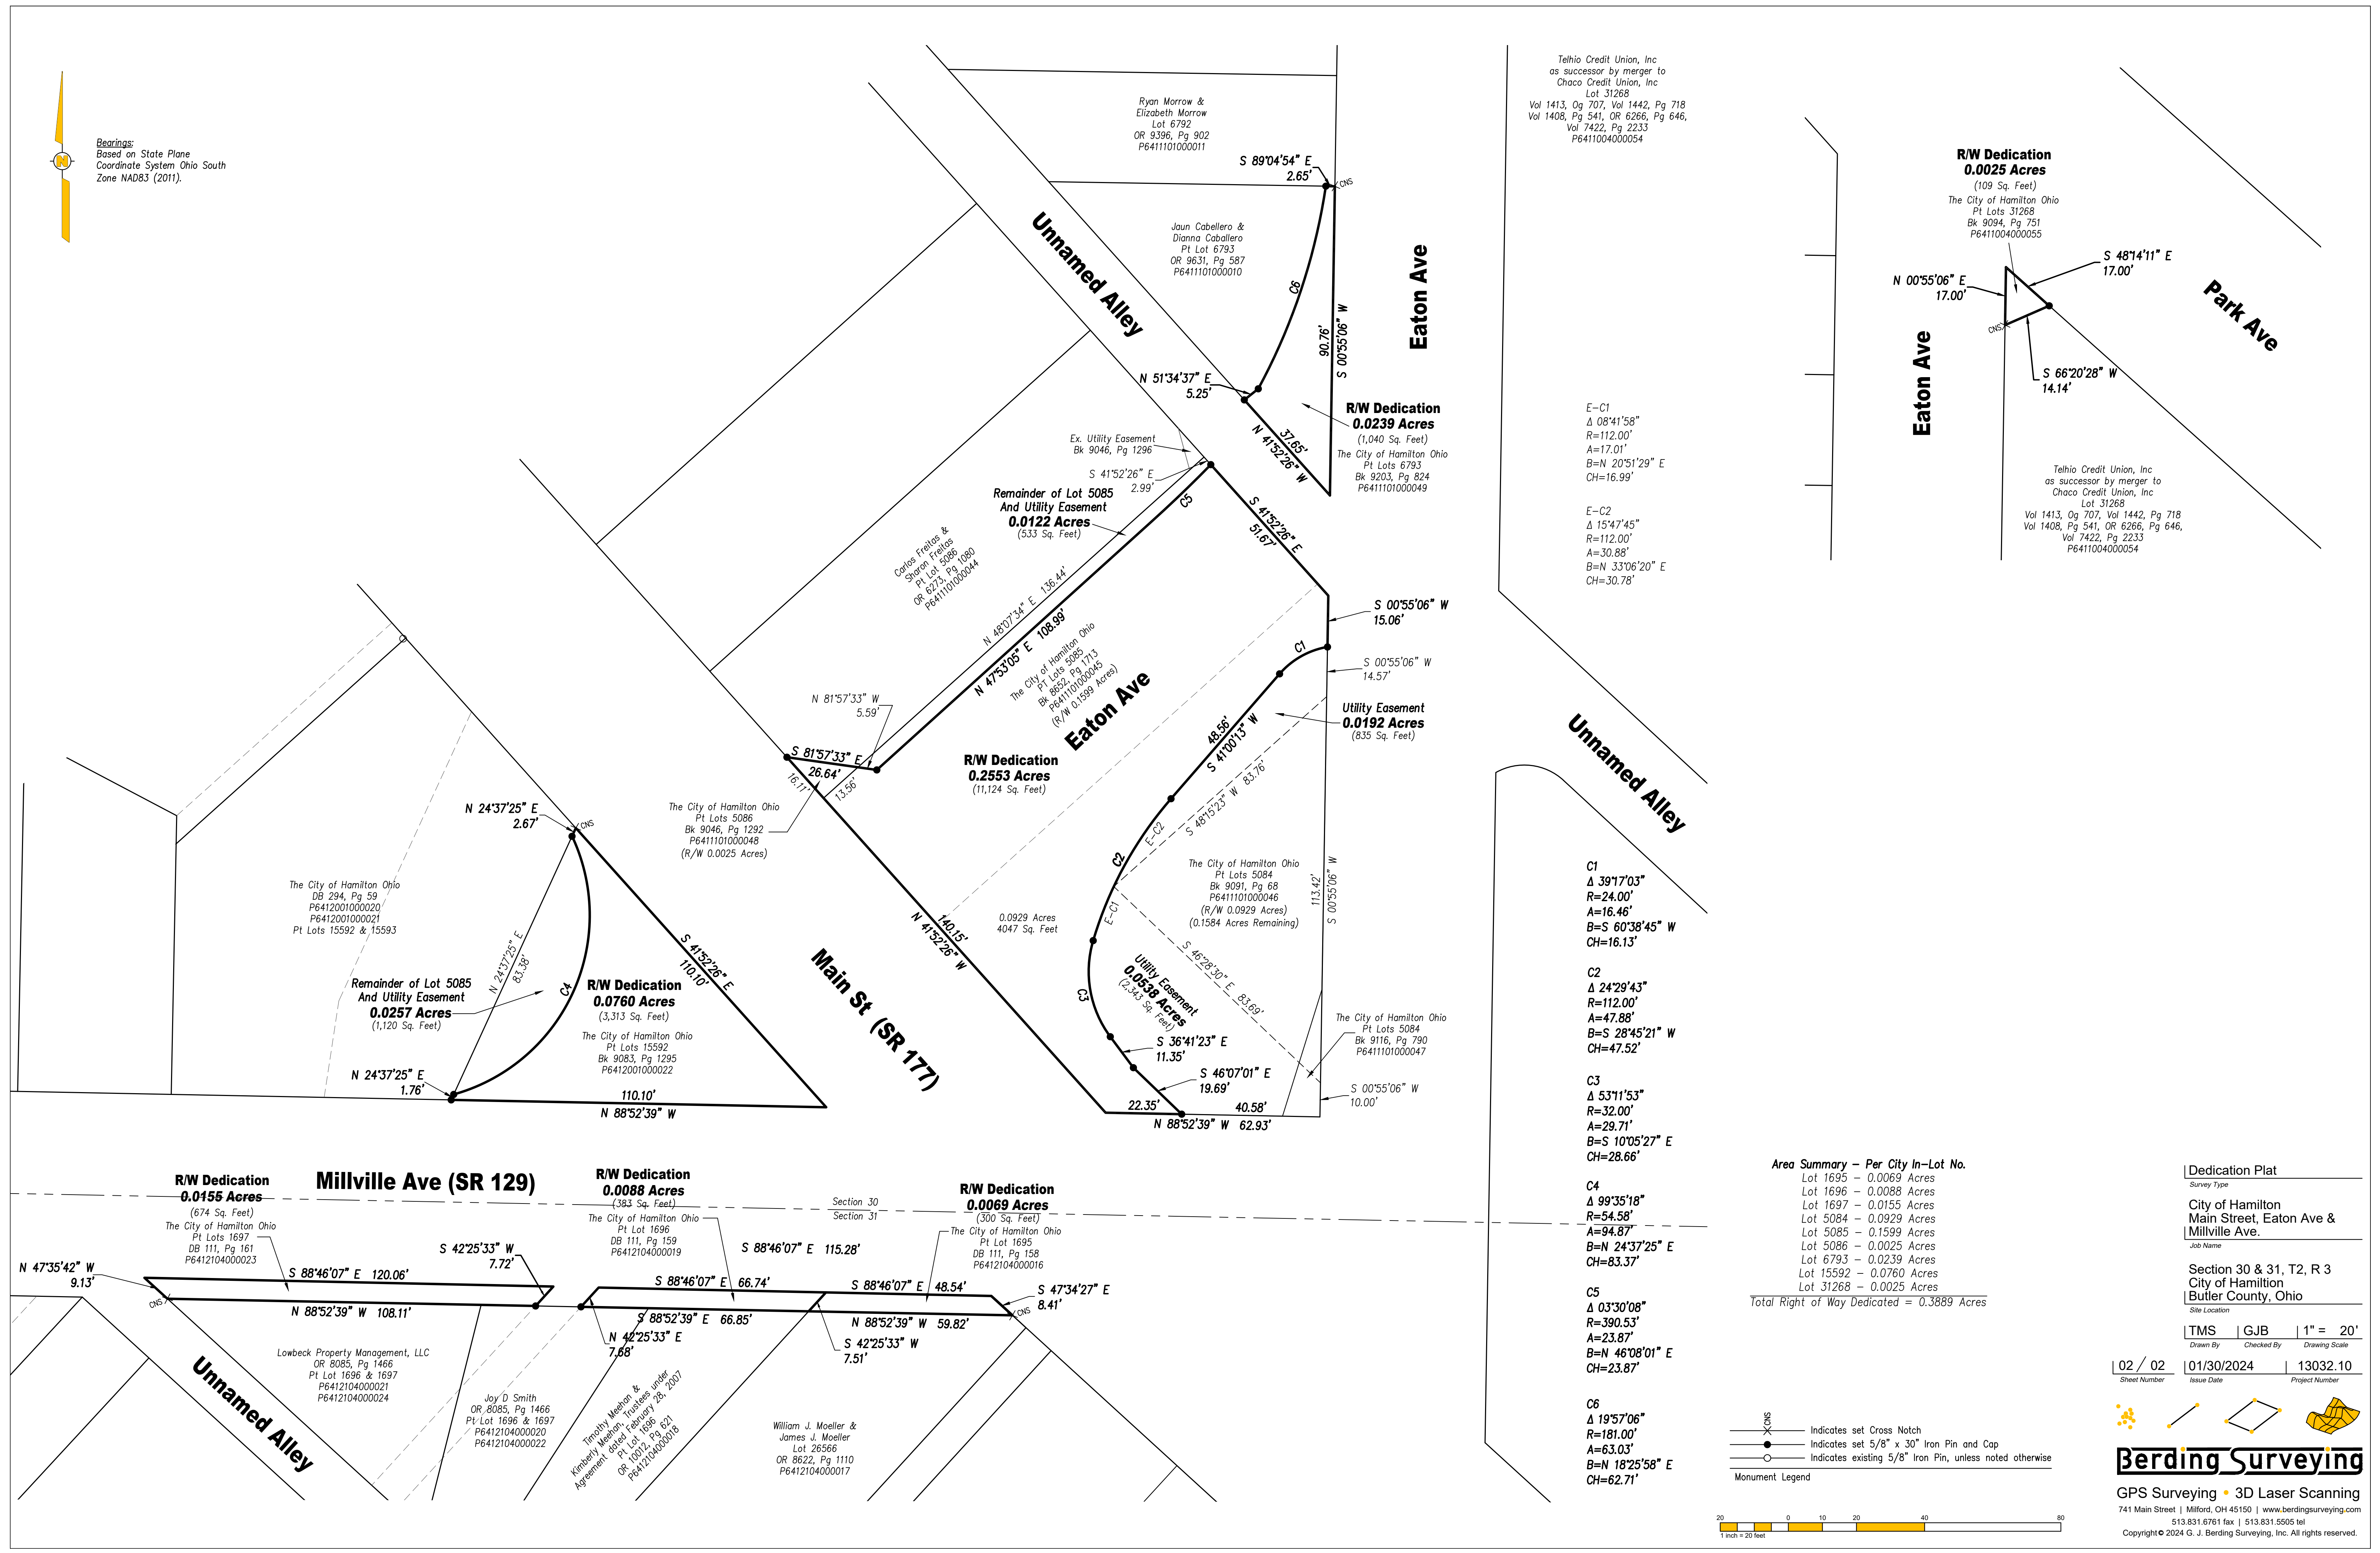 Bearings:
Based on State Plane
Coordinate System Ohio South
Zone NAD83 (2011).
N
Ryan Morrow &
Elizabeth Morrow
Lot 6792
OR 9396, Pg 902
P6411101000011
S 89°04'54" E
2.65'
CNS
Jaun Cabellero &
Dianna Caballero
Pt Lot 6793
OR 9631, Pg 587
P6411101000010
Unnamed Alley
C6
90.76'
S 00°55'06" W
Eaton Ave
N 51°34'37" E
5.25'
37.65'
N 41°52'26" W
R/W Dedication
0.0239 Acres
(1,040 Sq. Feet)
The City of Hamilton Ohio
Pt Lots 6793
Bk 9203, Pg 824
P6411101000049
Telhio Credit Union, Inc
as successor by merger to
Chaco Credit Union, Inc
Lot 31268
Vol 1413, Og 707, Vol 1442, Pg 718
Vol 1408, Pg 541, OR 6266, Pg 646,
Vol 7422, Pg 2233
P6411004000054
R/W Dedication
0.0025 Acres
(109 Sq. Feet)
The City of Hamilton Ohio
Pt Lots 31268
Bk 9094, Pg 751
P6411004000055
S 48°14'11" E
17.00'
N 00°55'06" E
17.00'
CNS
S 66°20'28" W
14.14'
Park Ave
Eaton Ave
Telhio Credit Union, Inc
as successor by merger to
Chaco Credit Union, Inc
Lot 31268
Vol 1413, Og 707, Vol 1442, Pg 718
Vol 1408, Pg 541, OR 6266, Pg 646,
Vol 7422, Pg 2233
P6411004000054
E-C1
Δ 08°41'58"
R=112.00'
A=17.01'
B=N 20°51'29" E
CH=16.99'
E-C2
Δ 15°47'45"
R=112.00'
A=30.88'
B=N 33°06'20" E
CH=30.78'
Ex. Utility Easement
Bk 9046, Pg 1296
S 41°52'26" E
2.99'
Remainder of Lot 5085
And Utility Easement
0.0122 Acres
(533 Sq. Feet)
C5
S 41°52'26" E
51.67'
Carlos Freitas &
Sharon Freitas
Pt Lot 5086
OR 6273, Pg 1080
P6411101000044
N 48°07'34" E 136.44'
N 47°53'05" E 108.99'
The City of Hamilton Ohio
PT Lots 5085
Bk 8652, Pg 1713
P6411101000045
(R/W 0.1599 Acres)
Eaton Ave
S 00°55'06" W
15.06'
C1
S 00°55'06" W
14.57'
N 81°57'33" W
5.59'
S 81°57'33" E
26.64'
16.11'
13.56'
R/W Dedication
0.2553 Acres
(11,124 Sq. Feet)
48.56'
S 41°00'13" W
Utility Easement
0.0192 Acres
(835 Sq. Feet)
S 48°15'23" W 83.76'
Unnamed Alley
The City of Hamilton Ohio
Pt Lots 5086
Bk 9046, Pg 1292
P6411101000048
(R/W 0.0025 Acres)
N 24°37'25" E
2.67'
CNS
E-C2
C2
E-C1
The City of Hamilton Ohio
Pt Lots 5084
Bk 9091, Pg 68
P6411101000046
(R/W 0.0929 Acres)
(0.1584 Acres Remaining)
113.42'
S 00°55'06" W
The City of Hamilton Ohio
DB 294, Pg 59
P6412001000020
P6412001000021
Pt Lots 15592 & 15593
0.0929 Acres
4047 Sq. Feet
140.15'
N 41°52'26" W
Main St (SR 177)
S 41°52'26" E
110.10'
N 24°37'25" E
83.38'
C4
Remainder of Lot 5085
And Utility Easement
0.0257 Acres
(1,120 Sq. Feet)
R/W Dedication
0.0760 Acres
(3,313 Sq. Feet)
The City of Hamilton Ohio
Pt Lots 15592
Bk 9083, Pg 1295
P6412001000022
C3
Utility Easement
0.0538 Acres
(2,343 Sq. Feet)
S 46°28'30" E 83.69'
The City of Hamilton Ohio
Pt Lots 5084
Bk 9116, Pg 790
P6411101000047
S 36°41'23" E
11.35'
S 46°07'01" E
19.69'
S 00°55'06" W
10.00'
N 24°37'25" E
1.76'
110.10'
N 88°52'39" W
22.35'
40.58'
N 88°52'39" W 62.93'
C1
Δ 39°17'03"
R=24.00'
A=16.46'
B=S 60°38'45" W
CH=16.13'
C2
Δ 24°29'43"
R=112.00'
A=47.88'
B=S 28°45'21" W
CH=47.52'
C3
Δ 53°11'53"
R=32.00'
A=29.71'
B=S 10°05'27" E
CH=28.66'
C4
Δ 99°35'18"
R=54.58'
A=94.87'
B=N 24°37'25" E
CH=83.37'
C5
Δ 03°30'08"
R=390.53'
A=23.87'
B=N 46°08'01" E
CH=23.87'
C6
Δ 19°57'06"
R=181.00'
A=63.03'
B=N 18°25'58" E
CH=62.71'
Millville Ave (SR 129)
Section 30
Section 31
R/W Dedication
0.0155 Acres
(674 Sq. Feet)
The City of Hamilton Ohio
Pt Lots 1697
DB 111, Pg 161
P6412104000023
R/W Dedication
0.0088 Acres
(383 Sq. Feet)
The City of Hamilton Ohio
Pt Lot 1696
DB 111, Pg 159
P6412104000019
R/W Dedication
0.0069 Acres
(300 Sq. Feet)
The City of Hamilton Ohio
Pt Lot 1695
DB 111, Pg 158
P6412104000016
N 47°35'42" W
9.13'
CNS
S 88°46'07" E 120.06'
S 42°25'33" W
7.72'
N 88°52'39" W 108.11'
S 88°46'07" E 115.28'
S 88°46'07" E 66.74'
S 88°46'07" E 48.54'
S 47°34'27" E
8.41'
CNS
S 88°52'39" E 66.85'
N 88°52'39" W 59.82'
N 42°25'33" E
7.68'
S 42°25'33" W
7.51'
Unnamed Alley
Lowbeck Property Management, LLC
OR 8085, Pg 1466
Pt Lot 1696 & 1697
P6412104000021
P6412104000024
Joy D Smith
OR 8085, Pg 1466
Pt Lot 1696 & 1697
P6412104000020
P6412104000022
Timothy Meehan &
Kimberly Meehan, Trustees under
Agreement dated February 28, 2007
Pt Lot 1696
OR 10012, Pg 621
P6412104000018
William J. Moeller &
James J. Moeller
Lot 26566
OR 8622, Pg 1110
P6412104000017
Area Summary - Per City In-Lot No.
Lot 1695 - 0.0069 Acres
Lot 1696 - 0.0088 Acres
Lot 1697 - 0.0155 Acres
Lot 5084 - 0.0929 Acres
Lot 5085 - 0.1599 Acres
Lot 5086 - 0.0025 Acres
Lot 6793 - 0.0239 Acres
Lot 15592 - 0.0760 Acres
Lot 31268 - 0.0025 Acres
Total Right of Way Dedicated = 0.3889 Acres
CNS
Indicates set Cross Notch
Indicates set 5/8" x 30" Iron Pin and Cap
Indicates existing 5/8" Iron Pin, unless noted otherwise
Monument Legend
20 0 10 20 40 80
1 inch = 20 feet
Dedication Plat
Survey Type
City of Hamilton
Main Street, Eaton Ave &
Millville Ave.
Job Name
Section 30 & 31, T2, R 3
City of Hamilton
Butler County, Ohio
Site Location
TMS GJB 1" = 20'
Drawn By Checked By Drawing Scale
02 / 02 01/30/2024 13032.10
Sheet Number Issue Date Project Number
Berding Surveying
GPS Surveying • 3D Laser Scanning
741 Main Street | Milford, OH 45150 | www.berdingsurveying.com
513.831.6761 fax | 513.831.5505 tel
Copyright © 2024 G. J. Berding Surveying, Inc. All rights reserved.